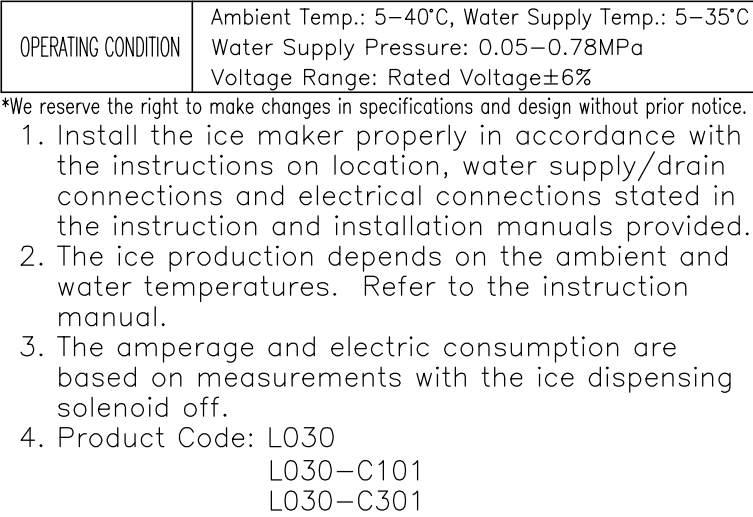 OPERATING CONDITION
Ambient Temp.: 5−40°C, Water Supply Temp.: 5−35°C
Water Supply Pressure: 0.05−0.78MPa
Voltage Range: Rated Voltage±6%
*We reserve the right to make changes in specifications and design without prior notice.
1. Install the ice maker properly in accordance with
the instructions on location, water supply/drain
connections and electrical connections stated in
the instruction and installation manuals provided.
2. The ice production depends on the ambient and
water temperatures. Refer to the instruction
manual.
3. The amperage and electric consumption are
based on measurements with the ice dispensing
solenoid off.
4. Product Code: L030
L030−C101
L030−C301